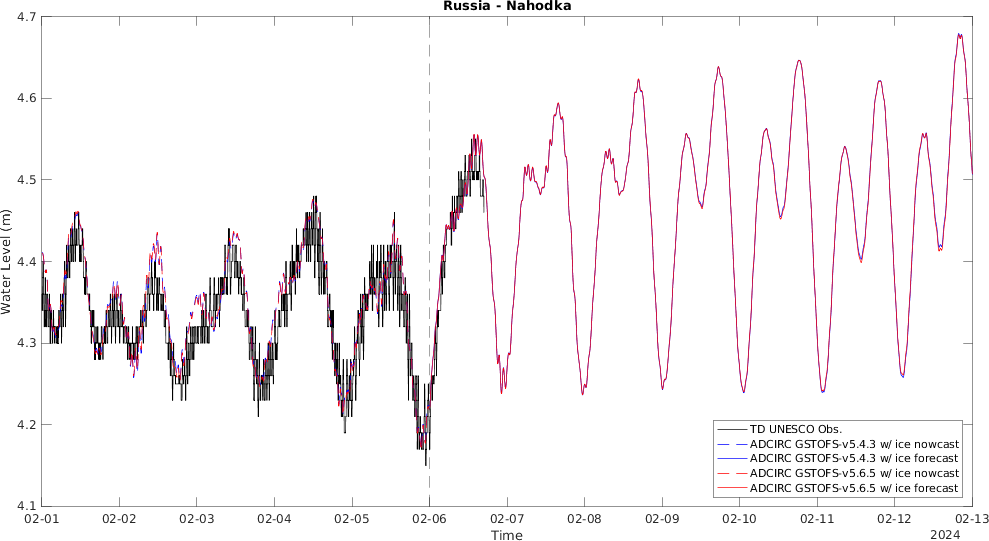 Russia - Nahodka
4.7
4.6
4.5
4.4
4.3
4.2
4.1
Water Level (m)
TD UNESCO Obs.
ADCIRC GSTOFS-v5.4.3 w/ ice nowcast
ADCIRC GSTOFS-v5.4.3 w/ ice forecast
ADCIRC GSTOFS-v5.6.5 w/ ice nowcast
ADCIRC GSTOFS-v5.6.5 w/ ice forecast
02-01 02-02 02-03 02-04 02-05 02-06 02-07 02-08 02-09 02-10 02-11 02-12 02-13
Time
2024